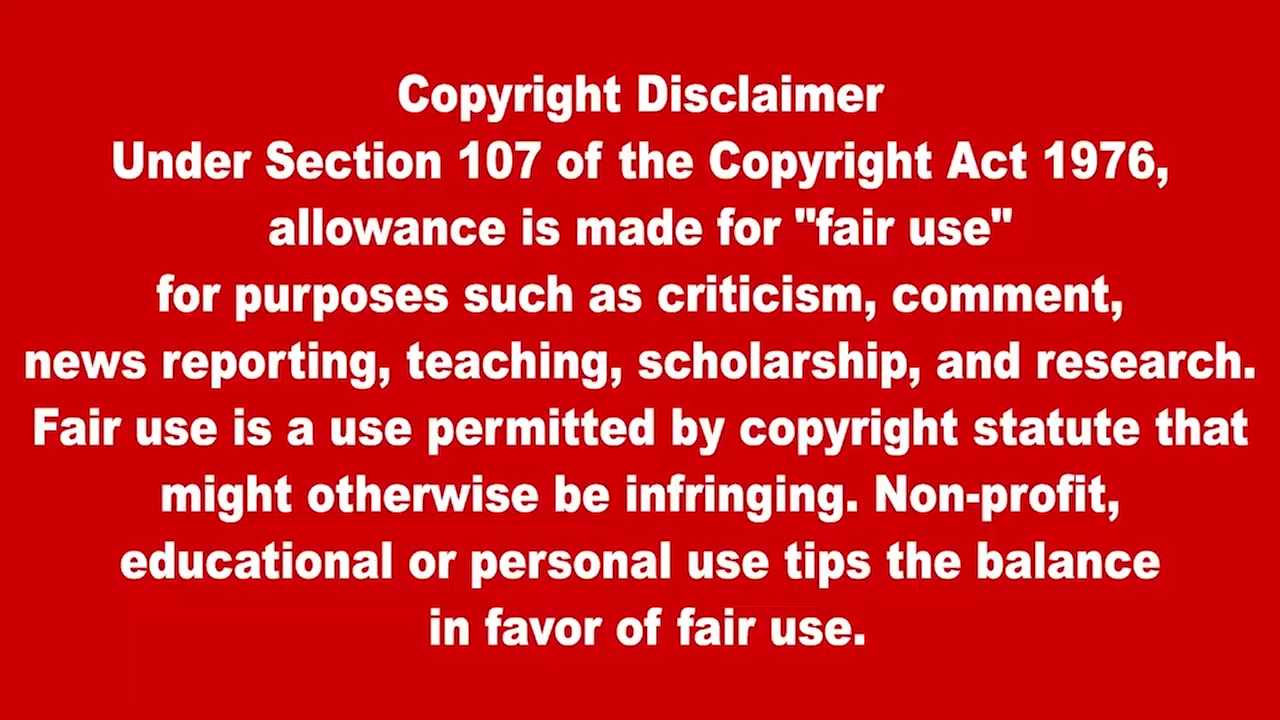 Copyright Disclaimer
Under Section 107 of the Copyright Act 1976,
allowance is made for "fair use"
for purposes such as criticism, comment,
news reporting, teaching, scholarship, and research.
Fair use is a use permitted by copyright statute that
might otherwise be infringing. Non-profit,
educational or personal use tips the balance
in favor of fair use.